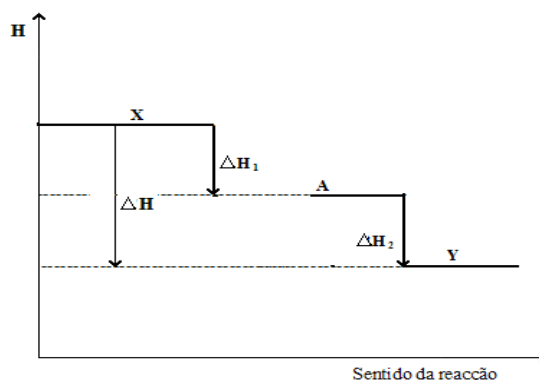 H
X
△H₁
A
△H
△H₂
Y
Sentido da reacção